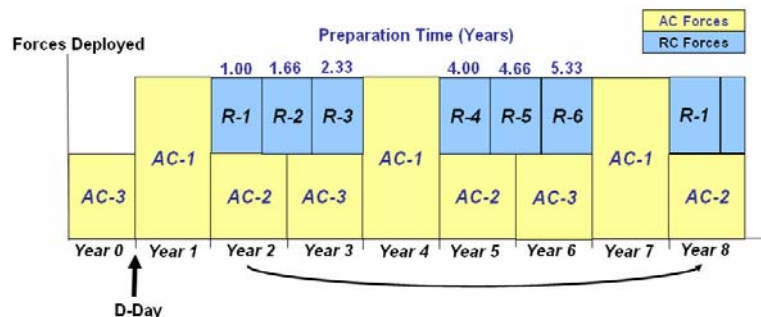 AC Forces
RC Forces
Forces Deployed
Preparation Time (Years)
1.00 1.66 2.33 4.00 4.66 5.33
R-1 R-2 R-3 R-4 R-5 R-6 R-1
AC-1 AC-1 AC-1
AC-3 AC-2 AC-3 AC-2 AC-3 AC-2
Year 0 Year 1 Year 2 Year 3 Year 4 Year 5 Year 6 Year 7 Year 8
D-Day